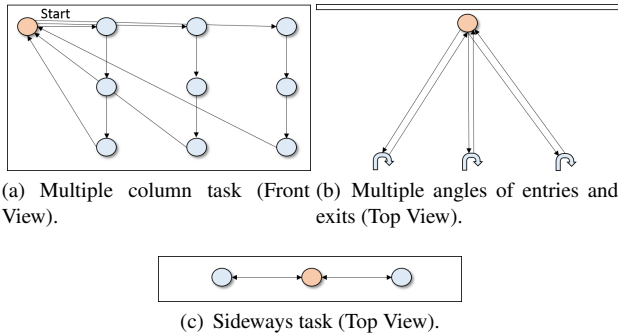 Start
(a) Multiple column task (Front View).
(b) Multiple angles of entries and exits (Top View).
(c) Sideways task (Top View).